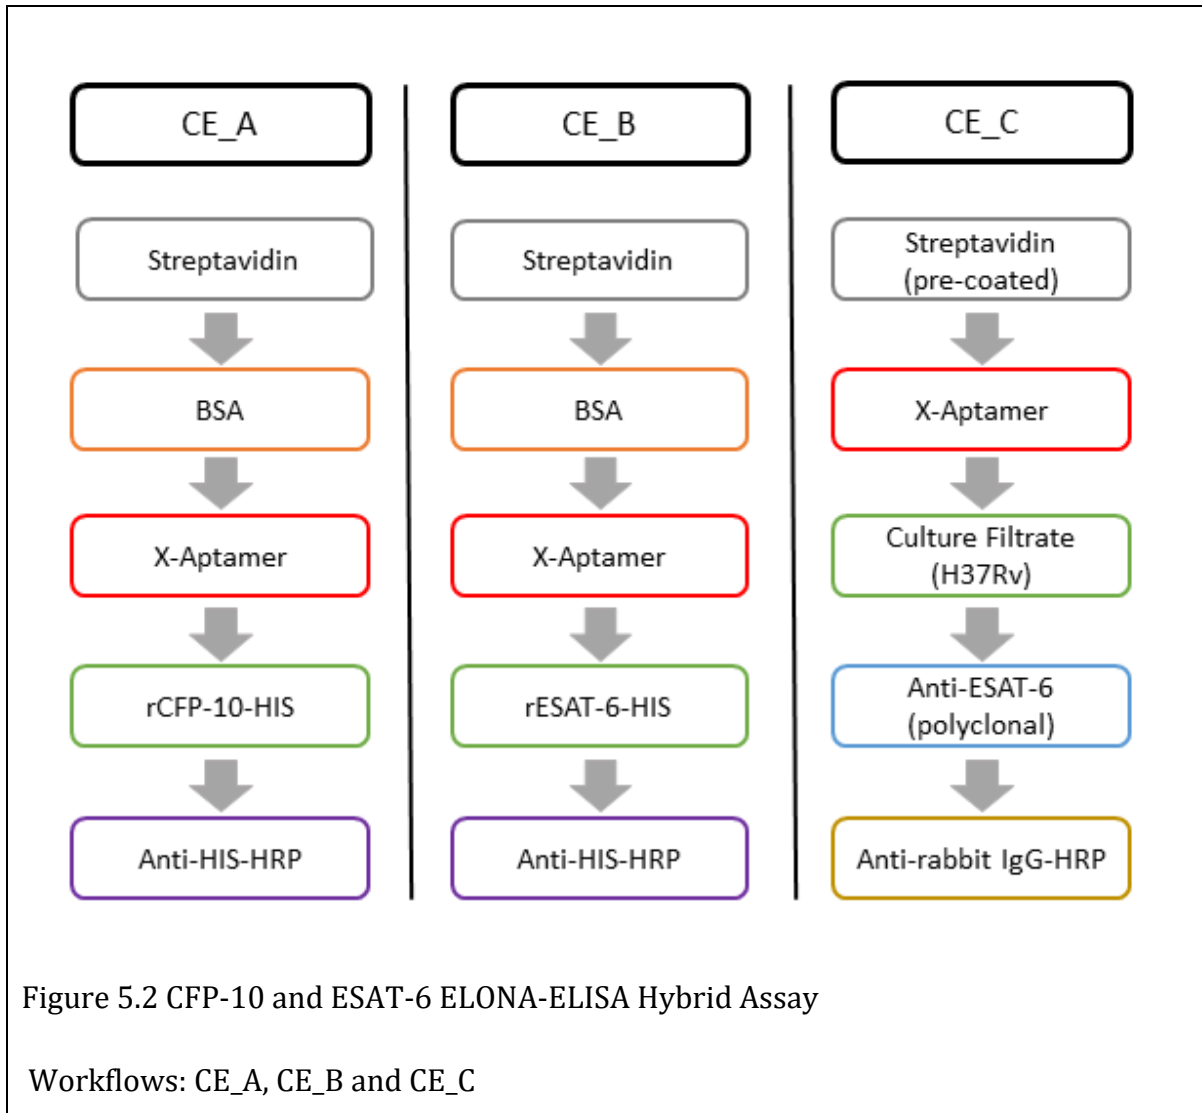 CE_A
CE_B
CE_C
Streptavidin
Streptavidin
Streptavidin
(pre-coated)
BSA
BSA
X-Aptamer
X-Aptamer
X-Aptamer
Culture Filtrate
(H37Rv)
rCFP-10-HIS
rESAT-6-HIS
Anti-ESAT-6
(polyclonal)
Anti-HIS-HRP
Anti-HIS-HRP
Anti-rabbit IgG-HRP
Figure 5.2 CFP-10 and ESAT-6 ELONA-ELISA Hybrid Assay
Workflows: CE_A, CE_B and CE_C